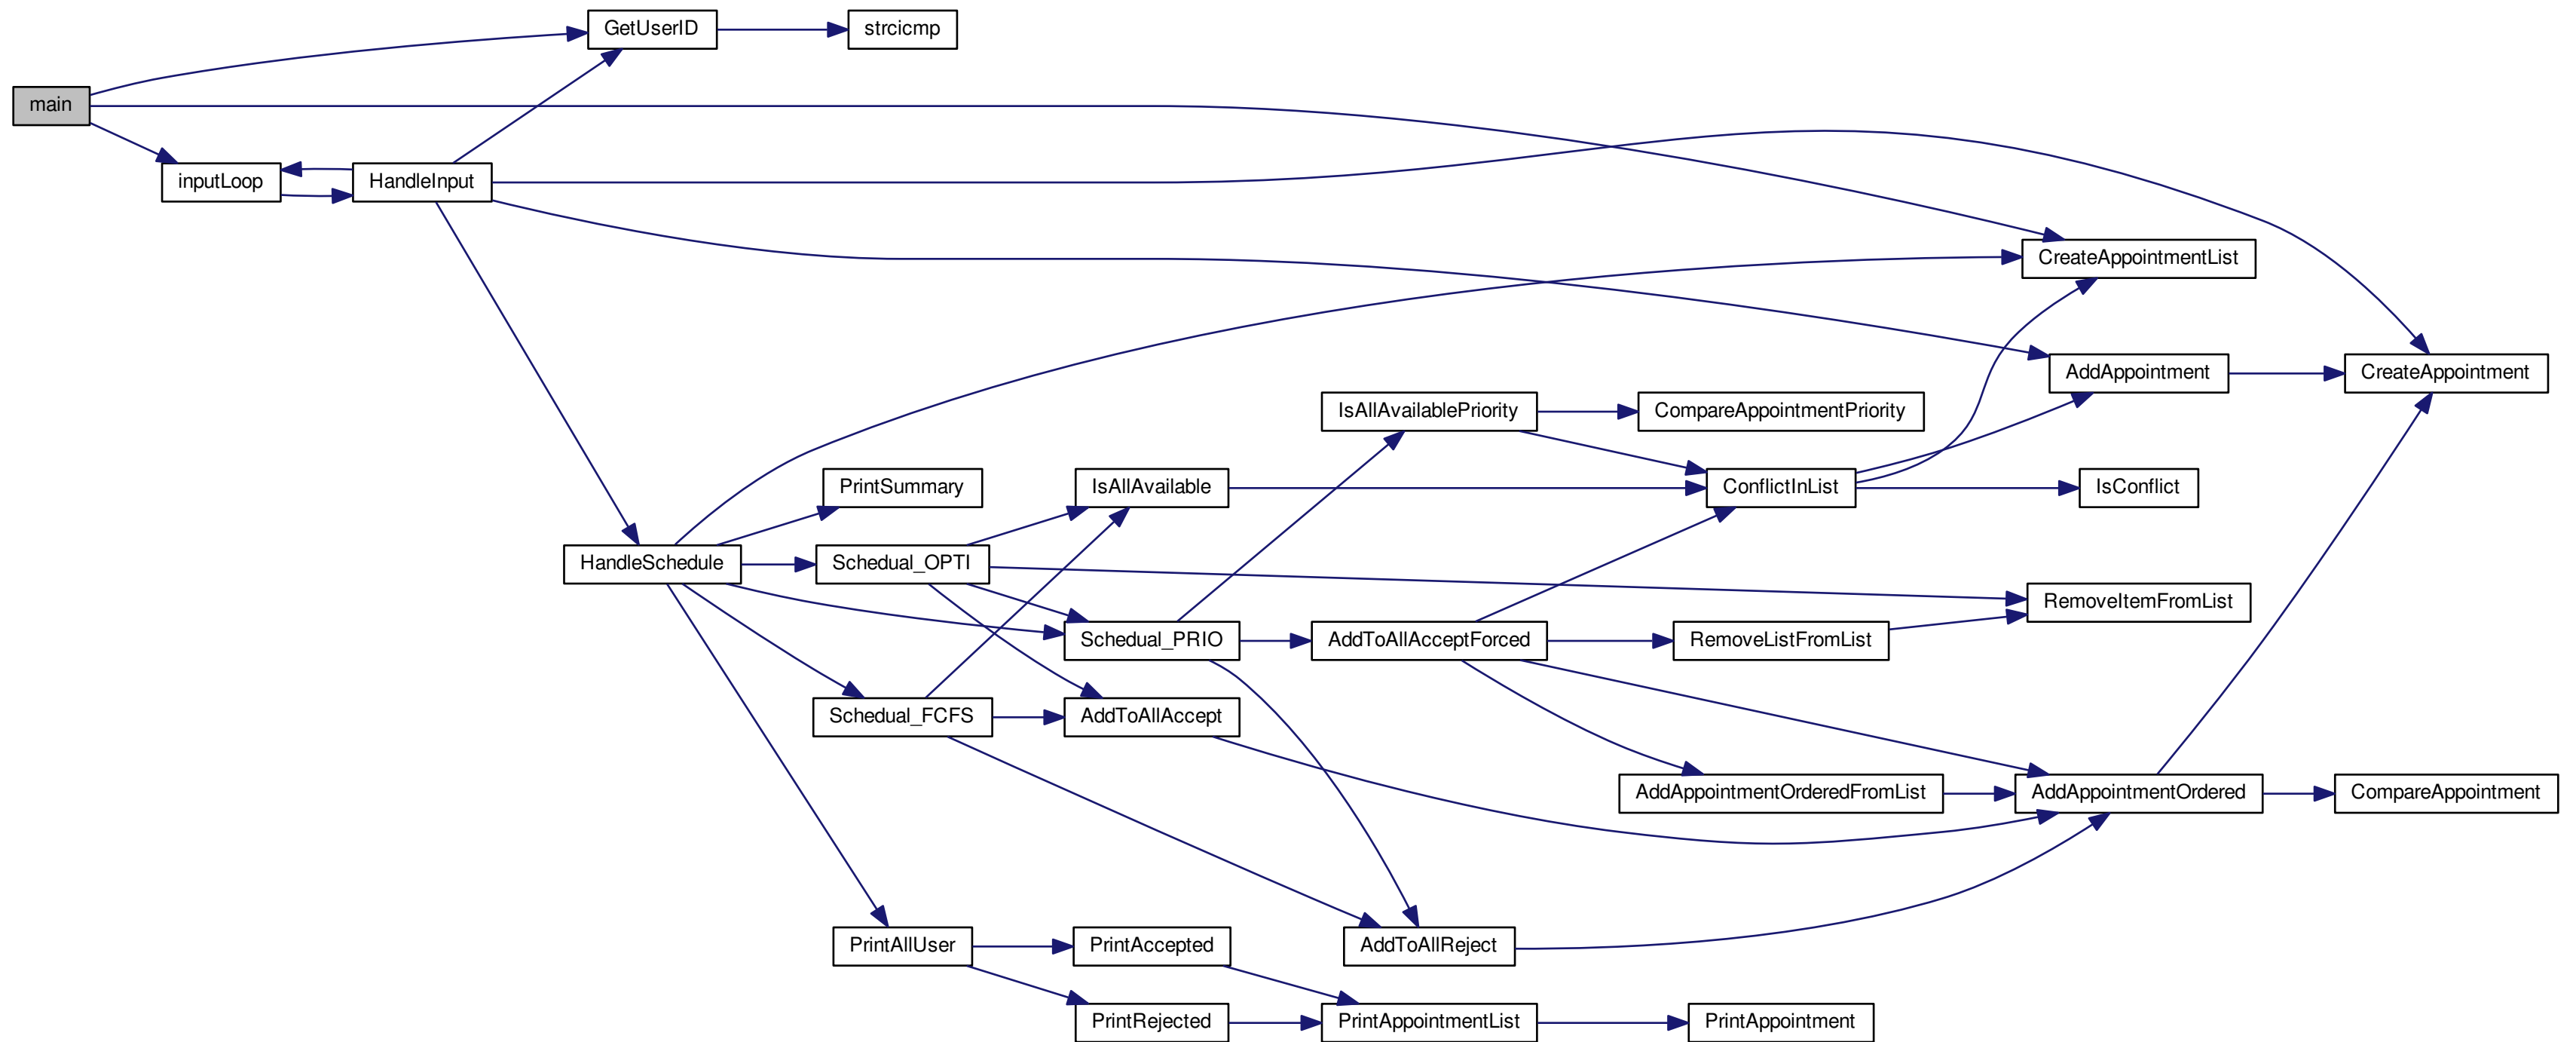 GetUserID
strcicmp
main
inputLoop
HandleInput
CreateAppointmentList
AddAppointment
CreateAppointment
IsAllAvailablePriority
CompareAppointmentPriority
PrintSummary
IsAllAvailable
ConflictInList
IsConflict
HandleSchedule
Schedual_OPTI
RemoveItemFromList
Schedual_PRIO
AddToAllAcceptForced
RemoveListFromList
Schedual_FCFS
AddToAllAccept
AddAppointmentOrderedFromList
AddAppointmentOrdered
CompareAppointment
PrintAllUser
PrintAccepted
AddToAllReject
PrintRejected
PrintAppointmentList
PrintAppointment